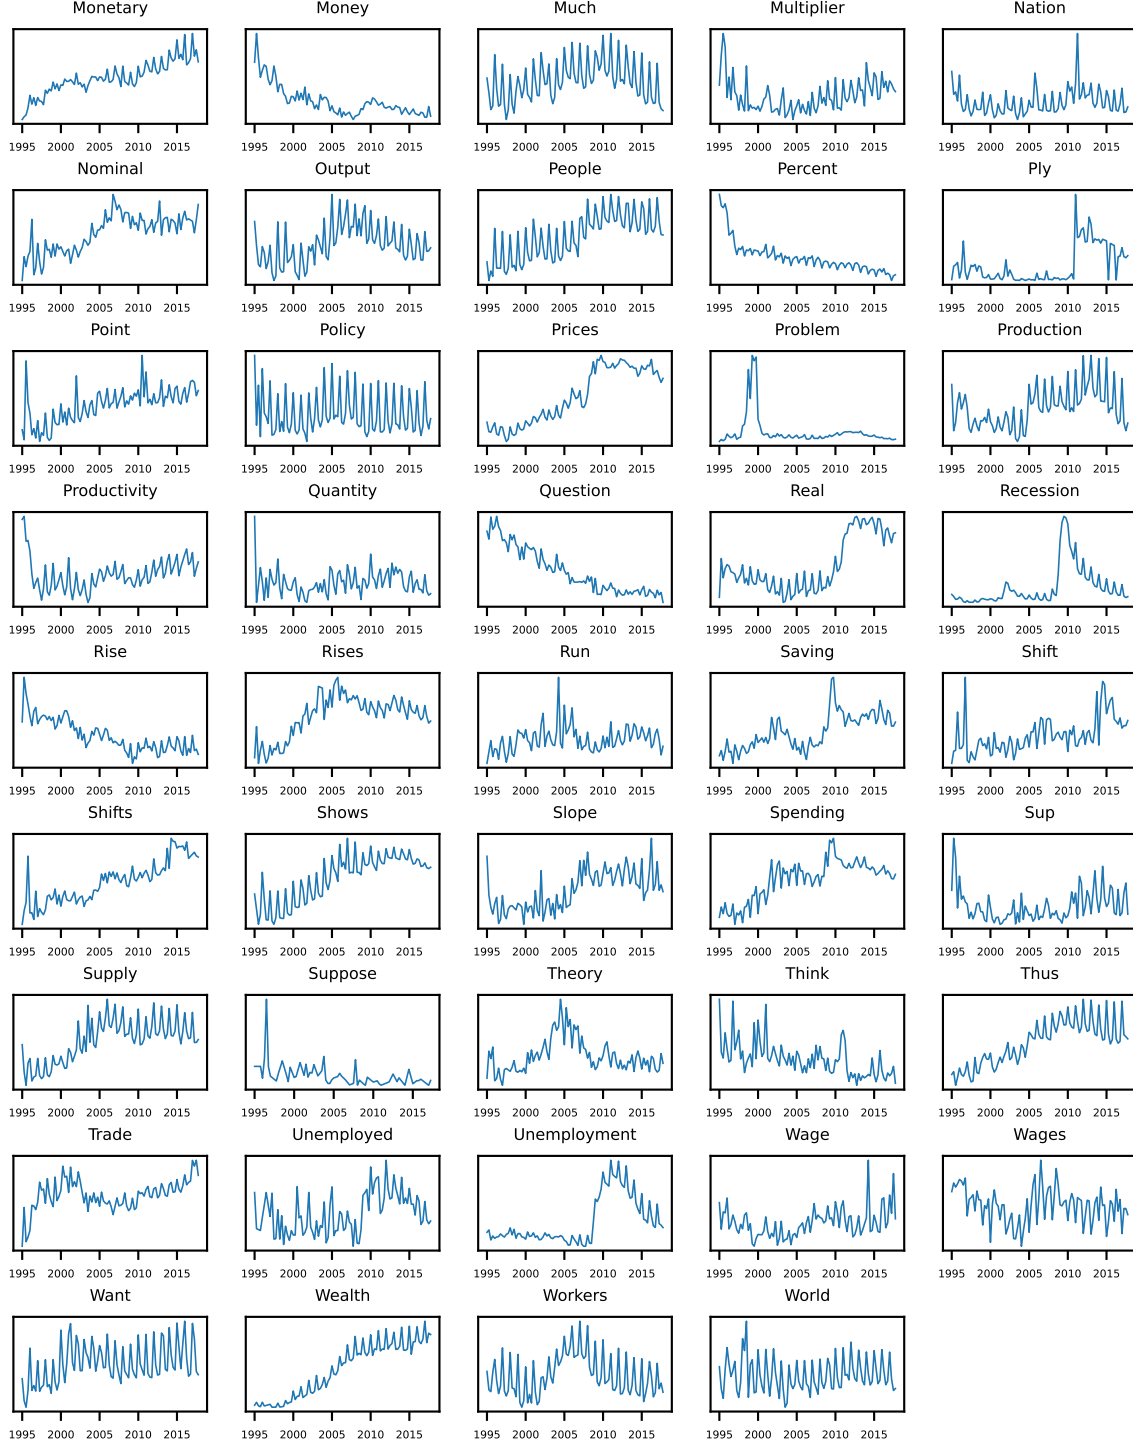 Monetary Money Much Multiplier Nation
1995 2000 2005 2010 2015 1995 2000 2005 2010 2015 1995 2000 2005 2010 2015 1995 2000 2005 2010 2015 1995 2000 2005 2010 2015
Nominal Output People Percent Ply
1995 2000 2005 2010 2015 1995 2000 2005 2010 2015 1995 2000 2005 2010 2015 1995 2000 2005 2010 2015 1995 2000 2005 2010 2015
Point Policy Prices Problem Production
1995 2000 2005 2010 2015 1995 2000 2005 2010 2015 1995 2000 2005 2010 2015 1995 2000 2005 2010 2015 1995 2000 2005 2010 2015
Productivity Quantity Question Real Recession
1995 2000 2005 2010 2015 1995 2000 2005 2010 2015 1995 2000 2005 2010 2015 1995 2000 2005 2010 2015 1995 2000 2005 2010 2015
Rise Rises Run Saving Shift
1995 2000 2005 2010 2015 1995 2000 2005 2010 2015 1995 2000 2005 2010 2015 1995 2000 2005 2010 2015 1995 2000 2005 2010 2015
Shifts Shows Slope Spending Sup
1995 2000 2005 2010 2015 1995 2000 2005 2010 2015 1995 2000 2005 2010 2015 1995 2000 2005 2010 2015 1995 2000 2005 2010 2015
Supply Suppose Theory Think Thus
1995 2000 2005 2010 2015 1995 2000 2005 2010 2015 1995 2000 2005 2010 2015 1995 2000 2005 2010 2015 1995 2000 2005 2010 2015
Trade Unemployed Unemployment Wage Wages
1995 2000 2005 2010 2015 1995 2000 2005 2010 2015 1995 2000 2005 2010 2015 1995 2000 2005 2010 2015 1995 2000 2005 2010 2015
Want Wealth Workers World
1995 2000 2005 2010 2015 1995 2000 2005 2010 2015 1995 2000 2005 2010 2015 1995 2000 2005 2010 2015